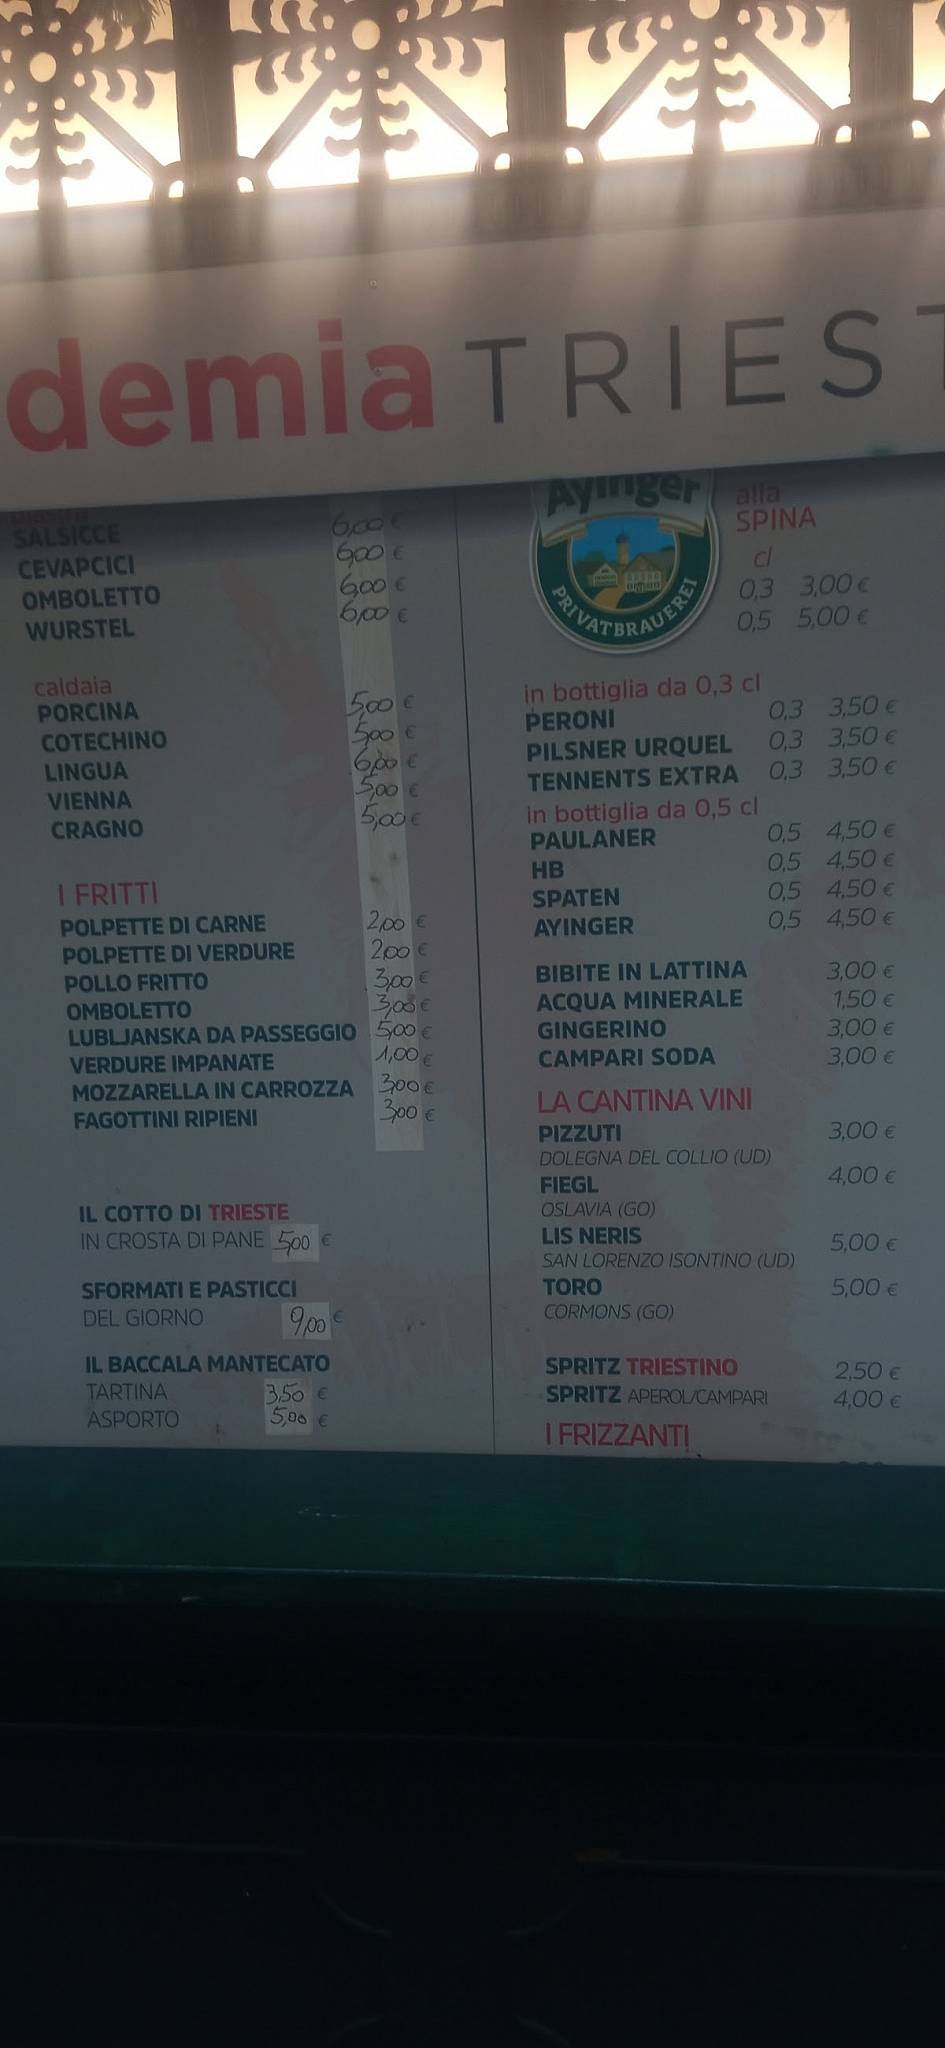 demia TRIEST
piastra
SALSICCE 6,00 €
CEVAPCICI 6,00 €
OMBOLETTO 6,00 €
WURSTEL 6,00 €
caldaia
PORCINA 5,00 €
COTECHINO 5,00 €
LINGUA 6,00 €
VIENNA 5,00 €
CRAGNO 5,00 €
I FRITTI
POLPETTE DI CARNE 2,00 €
POLPETTE DI VERDURE 2,00 €
POLLO FRITTO 3,00 €
OMBOLETTO 3,00 €
LUBLJANSKA DA PASSEGGIO 5,00 €
VERDURE IMPANATE 1,00 €
MOZZARELLA IN CARROZZA 3,00 €
FAGOTTINI RIPIENI 3,00 €
IL COTTO DI TRIESTE
IN CROSTA DI PANE 5,00 €
SFORMATI E PASTICCI
DEL GIORNO 9,00 €
IL BACCALA MANTECATO
TARTINA 3,50 €
ASPORTO 5,00 €
Ayinger
PRIVATBRAUEREI
alla
SPINA
cl
0,3 3,00 €
0,5 5,00 €
in bottiglia da 0,3 cl
PERONI 0,3 3,50 €
PILSNER URQUEL 0,3 3,50 €
TENNENTS EXTRA 0,3 3,50 €
in bottiglia da 0,5 cl
PAULANER 0,5 4,50 €
HB 0,5 4,50 €
SPATEN 0,5 4,50 €
AYINGER 0,5 4,50 €
BIBITE IN LATTINA 3,00 €
ACQUA MINERALE 1,50 €
GINGERINO 3,00 €
CAMPARI SODA 3,00 €
LA CANTINA VINI
PIZZUTI 3,00 €
DOLEGNA DEL COLLIO (UD)
FIEGL 4,00 €
OSLAVIA (GO)
LIS NERIS 5,00 €
SAN LORENZO ISONTINO (UD)
TORO 5,00 €
CORMONS (GO)
SPRITZ TRIESTINO 2,50 €
SPRITZ APEROL/CAMPARI 4,00 €
I FRIZZANTI